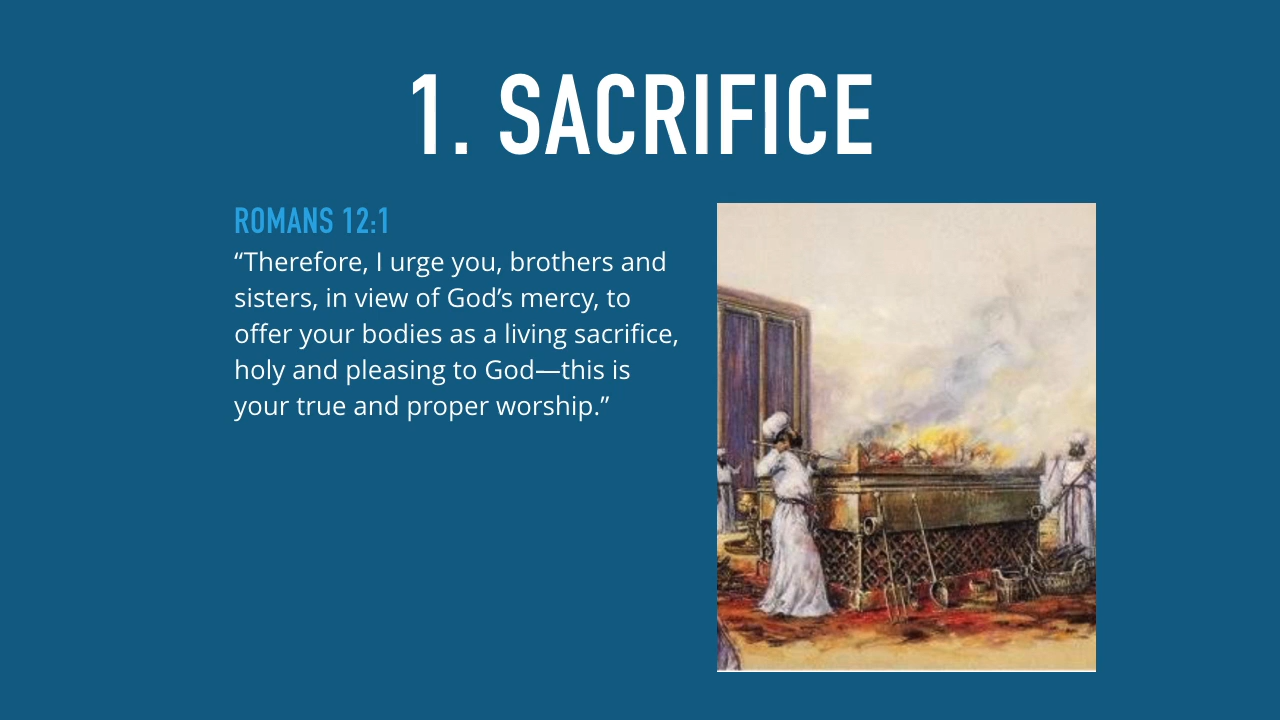 1. SACRIFICE
ROMANS 12:1
“Therefore, I urge you, brothers and
sisters, in view of God’s mercy, to
offer your bodies as a living sacrifice,
holy and pleasing to God—this is
your true and proper worship.”